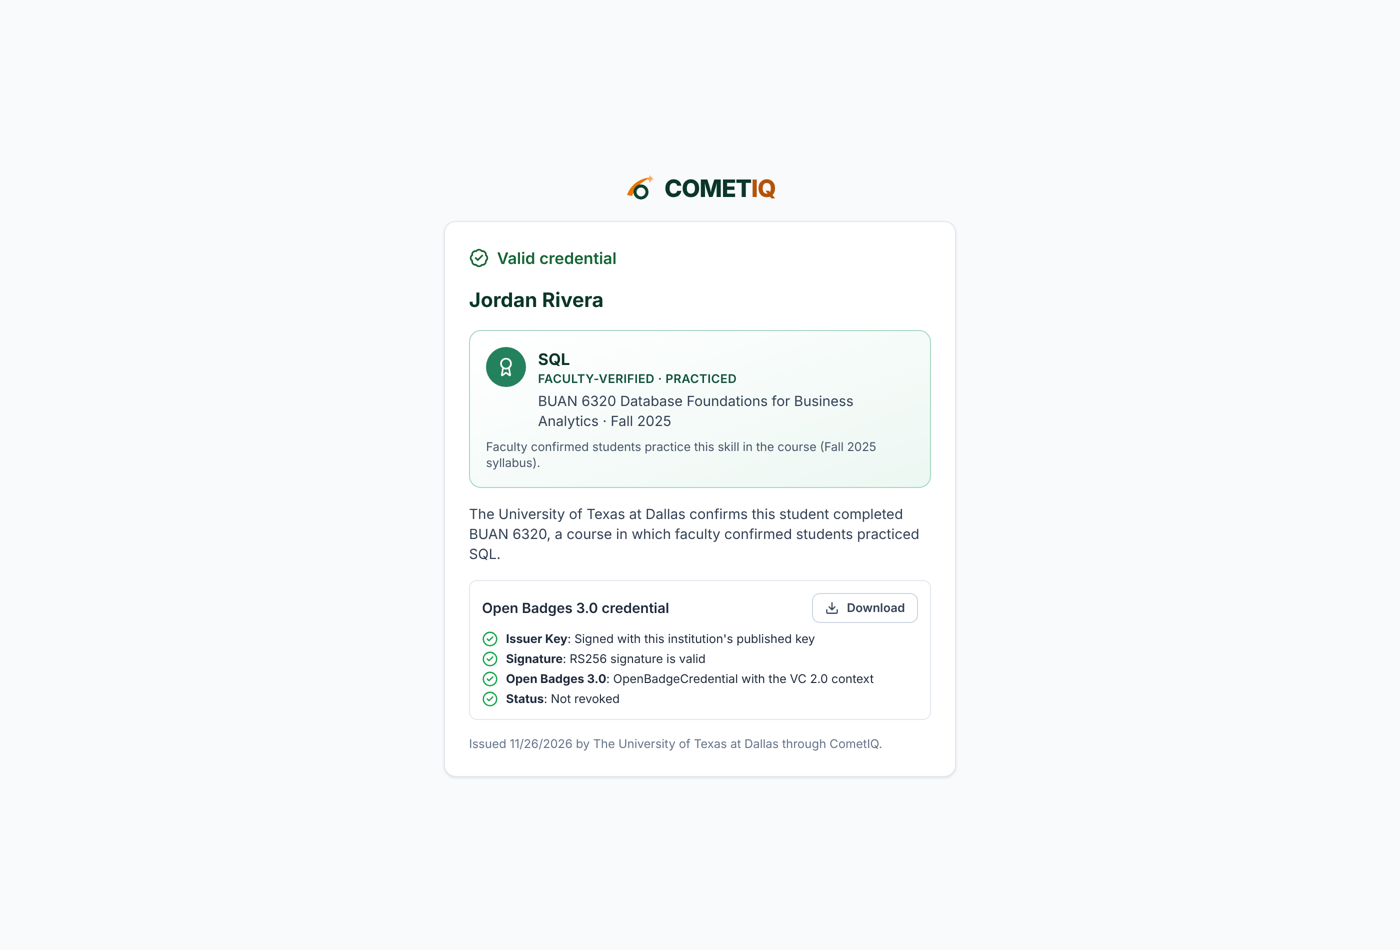 COMETIQ
Valid credential
Jordan Rivera
SQL
FACULTY-VERIFIED · PRACTICED
BUAN 6320 Database Foundations for Business
Analytics · Fall 2025
Faculty confirmed students practice this skill in the course (Fall 2025
syllabus).
The University of Texas at Dallas confirms this student completed
BUAN 6320, a course in which faculty confirmed students practiced
SQL.
Open Badges 3.0 credential
Download
Issuer Key: Signed with this institution's published key
Signature: RS256 signature is valid
Open Badges 3.0: OpenBadgeCredential with the VC 2.0 context
Status: Not revoked
Issued 11/26/2026 by The University of Texas at Dallas through CometIQ.